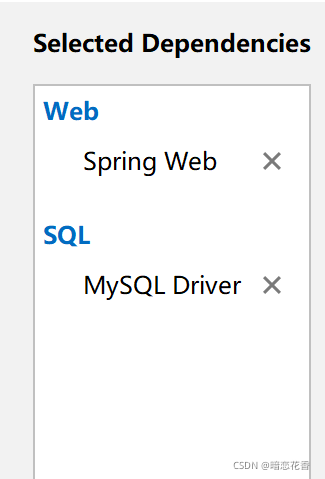 Selected Dependencies
Web
Spring Web
SQL
MySQL Driver
CSDN @暗恋花香